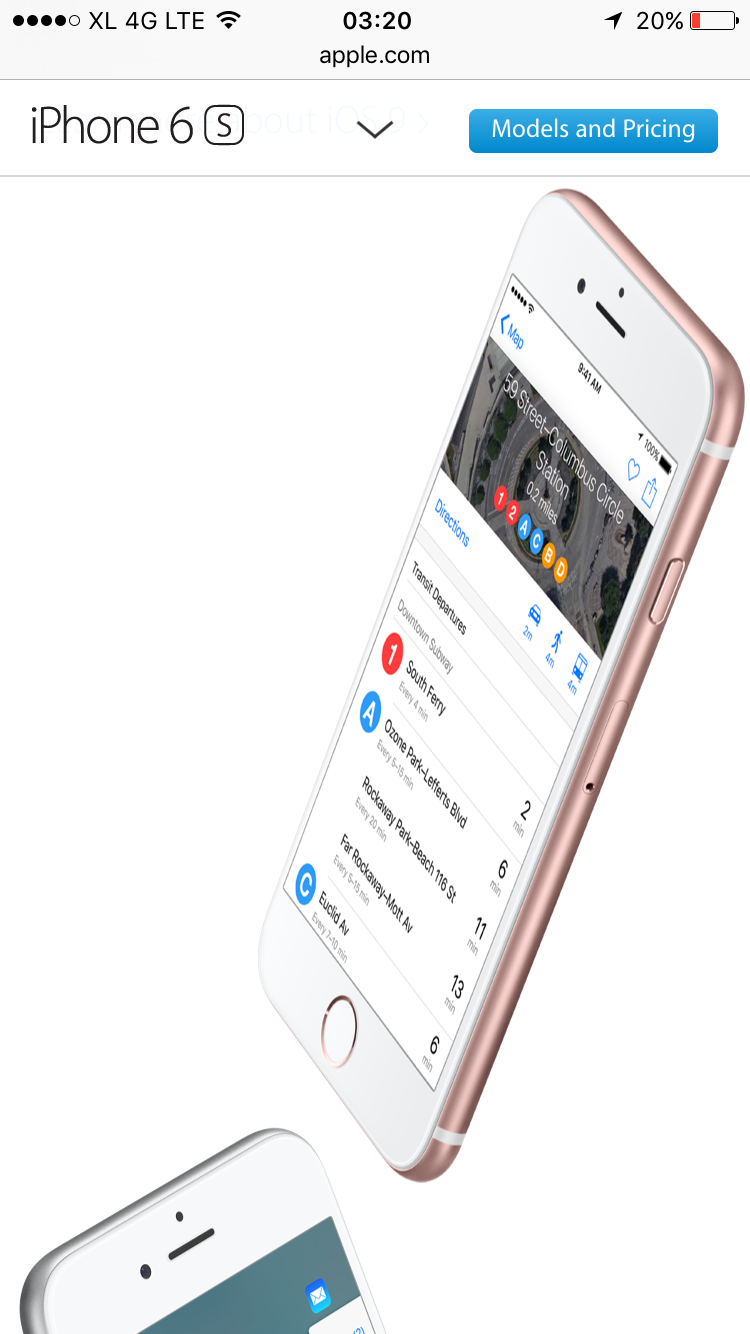 XL 4G LTE 03:20 20%
apple.com
iPhone 6 S
out iOS 9
Models and Pricing
9:41 AM
100%
Map
59 Street–Columbus Circle
Station
0.2 miles
1 2 A C B D
Directions
2m 4m 4m
Transit Departures
Downtown Subway
1 South Ferry 2 min
Every 4 min
A Ozone Park–Lefferts Blvd 6 min
Every 5–15 min
Rockaway Park–Beach 116 St 11 min
Every 20 min
Far Rockaway–Mott Av 13 min
Every 5–15 min
C Euclid Av 6 min
Every 7–10 min